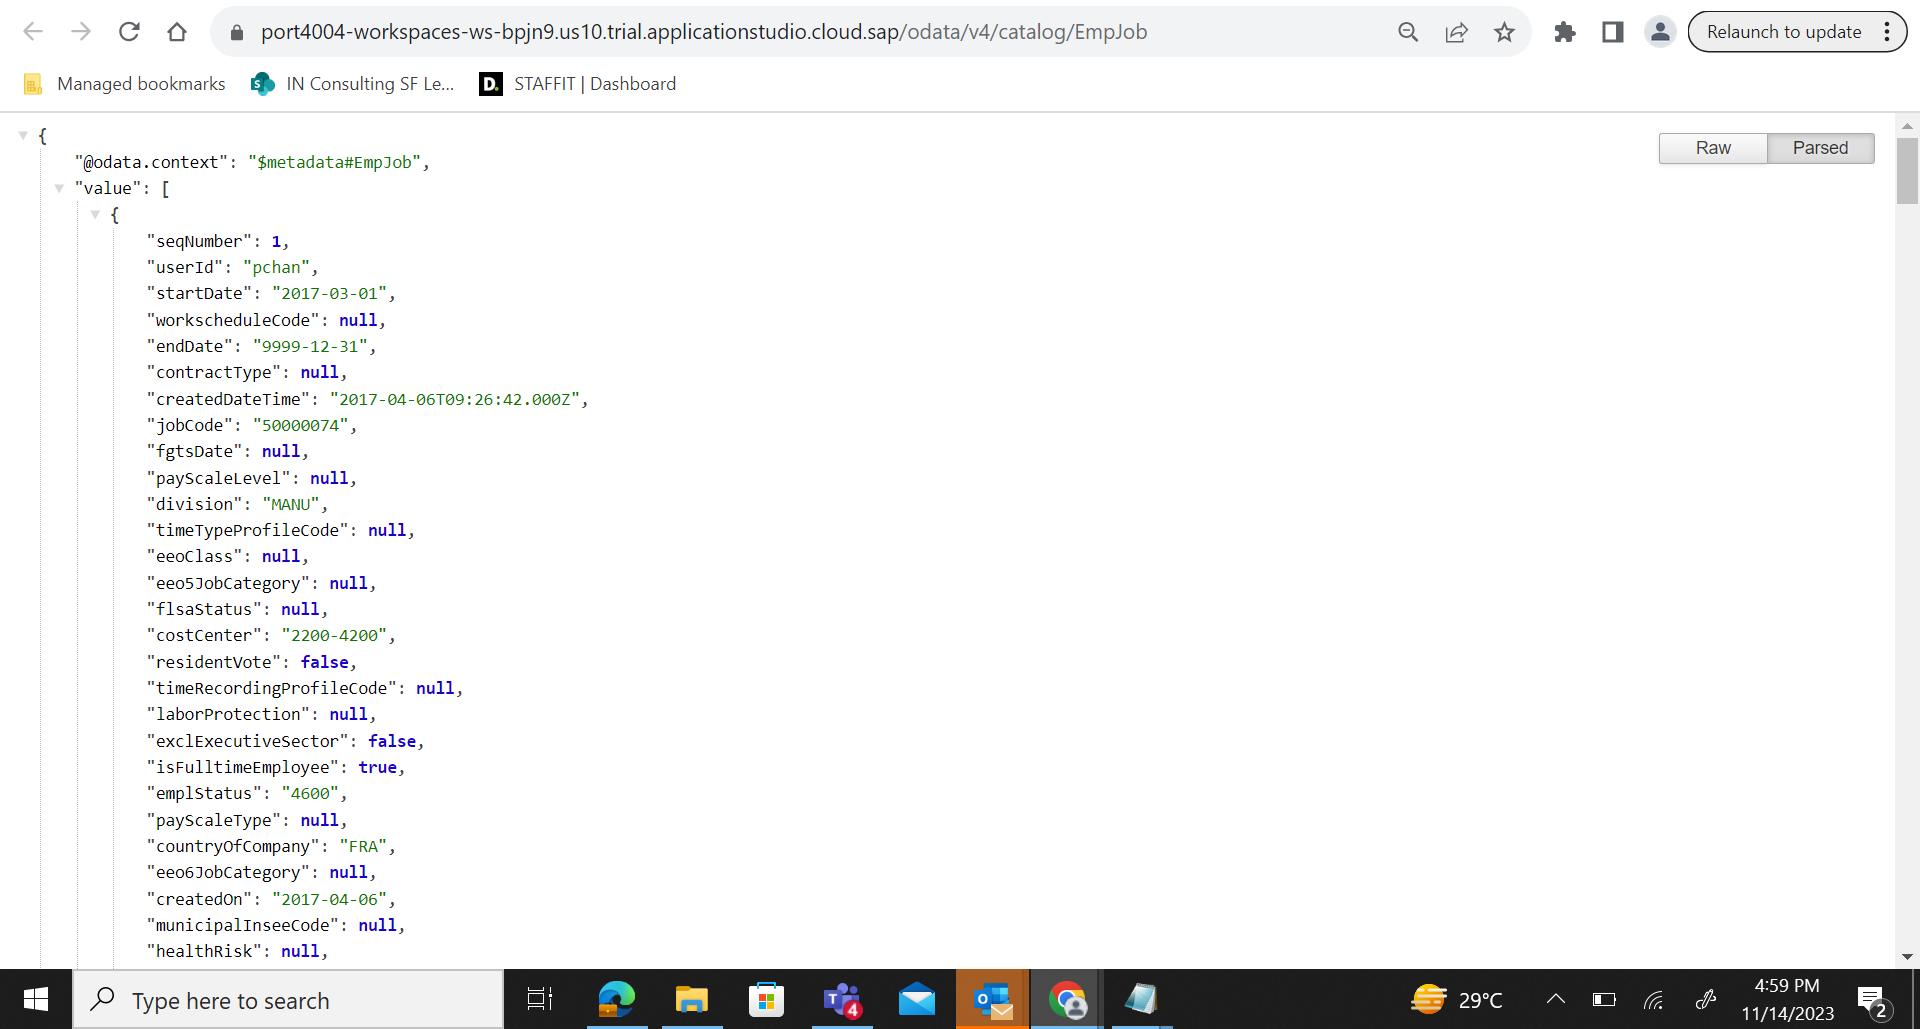 port4004-workspaces-ws-bpjn9.us10.trial.applicationstudio.cloud.sap/odata/v4/catalog/EmpJob
Relaunch to update
Managed bookmarks
IN Consulting SF Le...
D.
STAFFIT | Dashboard
{
Raw
Parsed
"@odata.context": "$metadata#EmpJob",
"value": [
{
"seqNumber": 1,
"userId": "pchan",
"startDate": "2017-03-01",
"workscheduleCode": null,
"endDate": "9999-12-31",
"contractType": null,
"createdDateTime": "2017-04-06T09:26:42.000Z",
"jobCode": "50000074",
"fgtsDate": null,
"payScaleLevel": null,
"division": "MANU",
"timeTypeProfileCode": null,
"eeoClass": null,
"eeo5JobCategory": null,
"flsaStatus": null,
"costCenter": "2200-4200",
"residentVote": false,
"timeRecordingProfileCode": null,
"laborProtection": null,
"exclExecutiveSector": false,
"isFulltimeEmployee": true,
"emplStatus": "4600",
"payScaleType": null,
"countryOfCompany": "FRA",
"eeo6JobCategory": null,
"createdOn": "2017-04-06",
"municipalInseeCode": null,
"healthRisk": null,
Type here to search
29°C
4:59 PM
11/14/2023
2
4